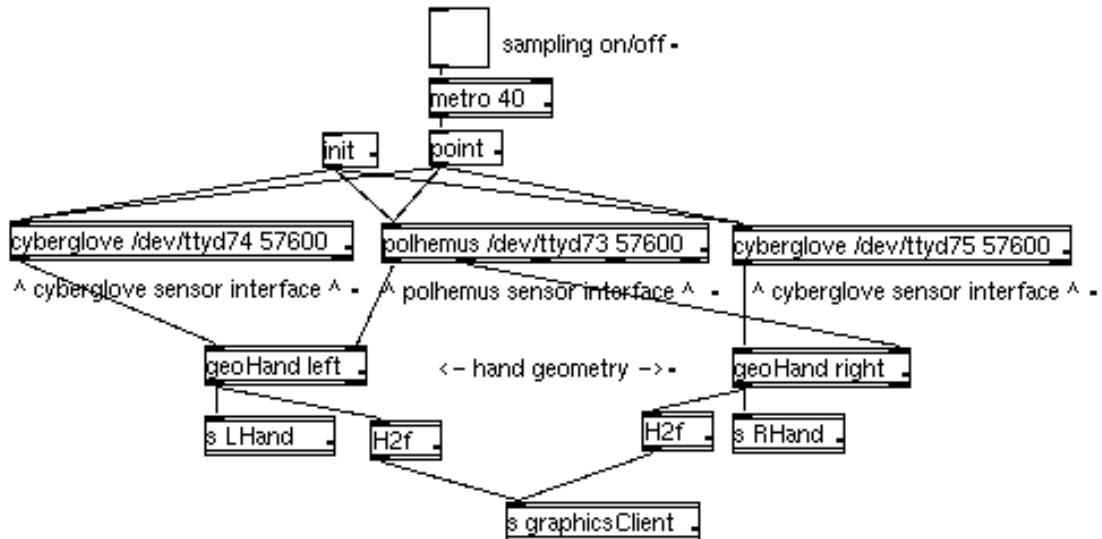 sampling on/off
metro 40
init
point
cyberglove /dev/ttyd74 57600
polhemus /dev/ttyd73 57600
cyberglove /dev/ttyd75 57600
^ cyberglove sensor interface ^
^ polhemus sensor interface ^
^ cyberglove sensor interface ^
geoHand left
<- hand geometry ->
geoHand right
s LHand
H2f
H2f
s RHand
s graphicsClient